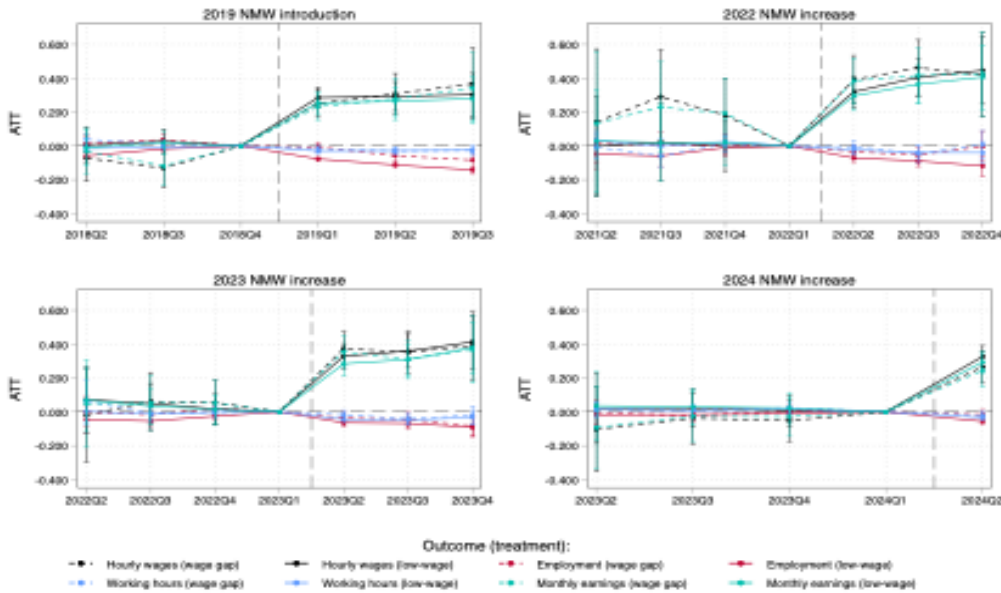 2019 NMW introduction
2022 NMW increase
ATT
0.600
0.400
0.200
0.000
-0.200
-0.400
2018Q2 2018Q3 2018Q4 2019Q1 2019Q2 2019Q3
ATT
0.600
0.400
0.200
0.000
-0.200
-0.400
2021Q2 2021Q3 2021Q4 2022Q1 2022Q2 2022Q3 2022Q4
2023 NMW increase
2024 NMW increase
ATT
0.600
0.400
0.200
0.000
-0.200
-0.400
2022Q2 2022Q3 2022Q4 2023Q1 2023Q2 2023Q3 2023Q4
ATT
0.600
0.400
0.200
0.000
-0.200
-0.400
2023Q2 2023Q3 2023Q4 2024Q1 2024Q2
Outcome (treatment):
Hourly wages (wage gap) Hourly wages (low-wage) Employment (wage gap) Employment (low-wage)
Working hours (wage gap) Working hours (low-wage) Monthly earnings (wage gap) Monthly earnings (low-wage)